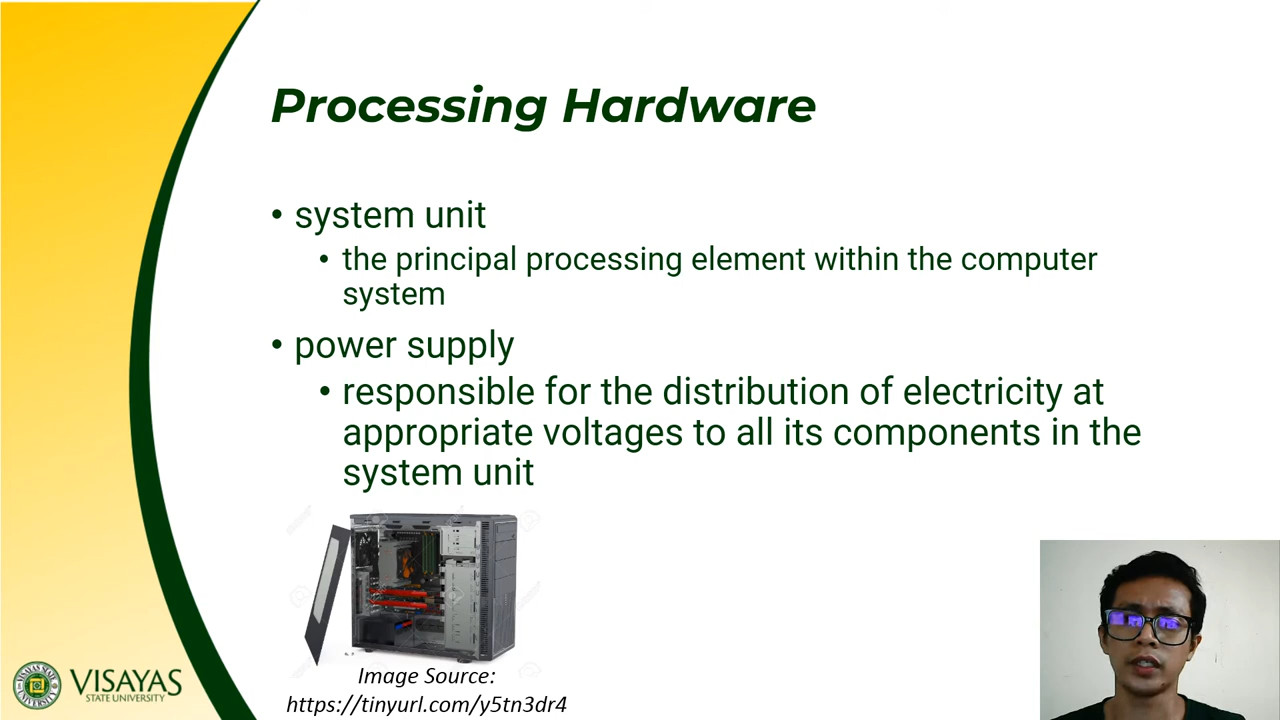 Processing Hardware
• system unit
• the principal processing element within the computer
system
• power supply
• responsible for the distribution of electricity at
appropriate voltages to all its components in the
system unit
Image Source:
https://tinyurl.com/y5tn3dr4
VISAYAS
STATE UNIVERSITY